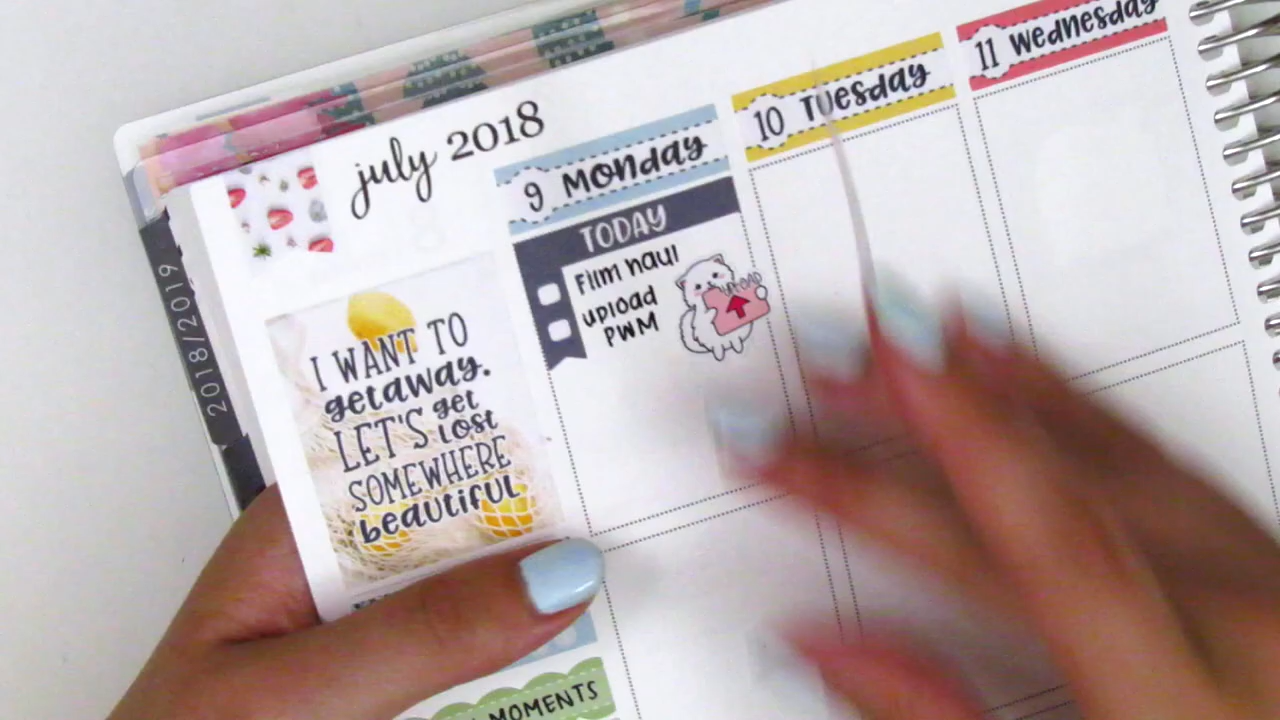 july 2018
9 Monday
10 Tuesday
11 Wednesday
TODAY
Film haul
upload
PWM
UPLOAD
2018/2019
I WANT TO
getaway.
LET'S get
lost
SOMEWHERE
beautiful
MOMENTS